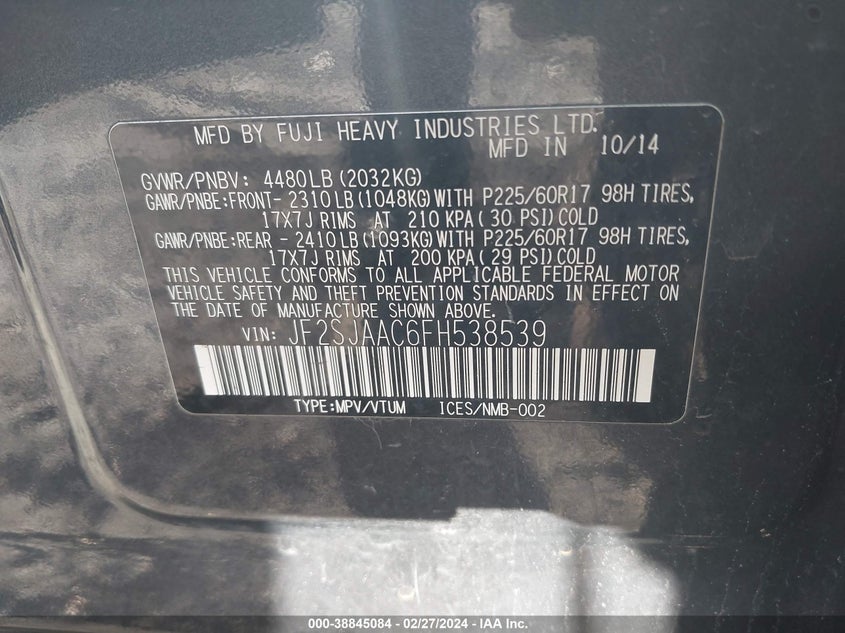 MFD BY FUJI HEAVY INDUSTRIES LTD.
MFD IN 10/14
GVWR/PNBV: 4480LB (2032KG)
GAWR/PNBE:FRONT- 2310 LB (1048KG) WITH P225/60R17 98H TIRES,
17X7J RIMS AT 210 KPA ( 30 PSI) COLD
GAWR/PNBE:REAR - 2410 LB (1093KG) WITH P225/60R17 98H TIRES,
17X7J RIMS AT 200 KPA ( 29 PSI) COLD
THIS VEHICLE CONFORMS TO ALL APPLICABLE FEDERAL MOTOR
VEHICLE SAFETY AND THEFT PREVENTION STANDARDS IN EFFECT ON
THE DATE OF MANUFACTURE SHOWN ABOVE.
VIN: JF2SJAAC6FH538539
TYPE:MPV/VTUM ICES/NMB-002
000-38845084 - 02/27/2024 - IAA Inc.